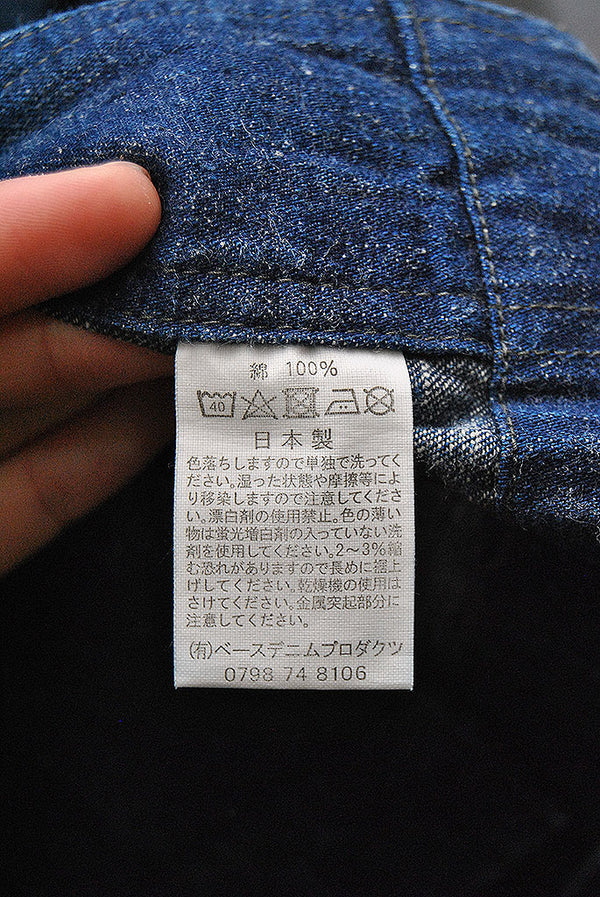 綿 100%
40
日本製
色落ちしますので単独で洗ってく
ださい。湿った状態や摩擦等によ
り移染しますので注意してくださ
い。漂白剤の使用禁止。色の薄い
物は蛍光増白剤の入っていない洗
剤を使用してください。2〜3%縮
む恐れがありますので長めに裾上
げしてください。乾燥機の使用は
さけてください。金属突起部分に
注意してください。
(有)ベースデニムプロダクツ
0798 74 8106